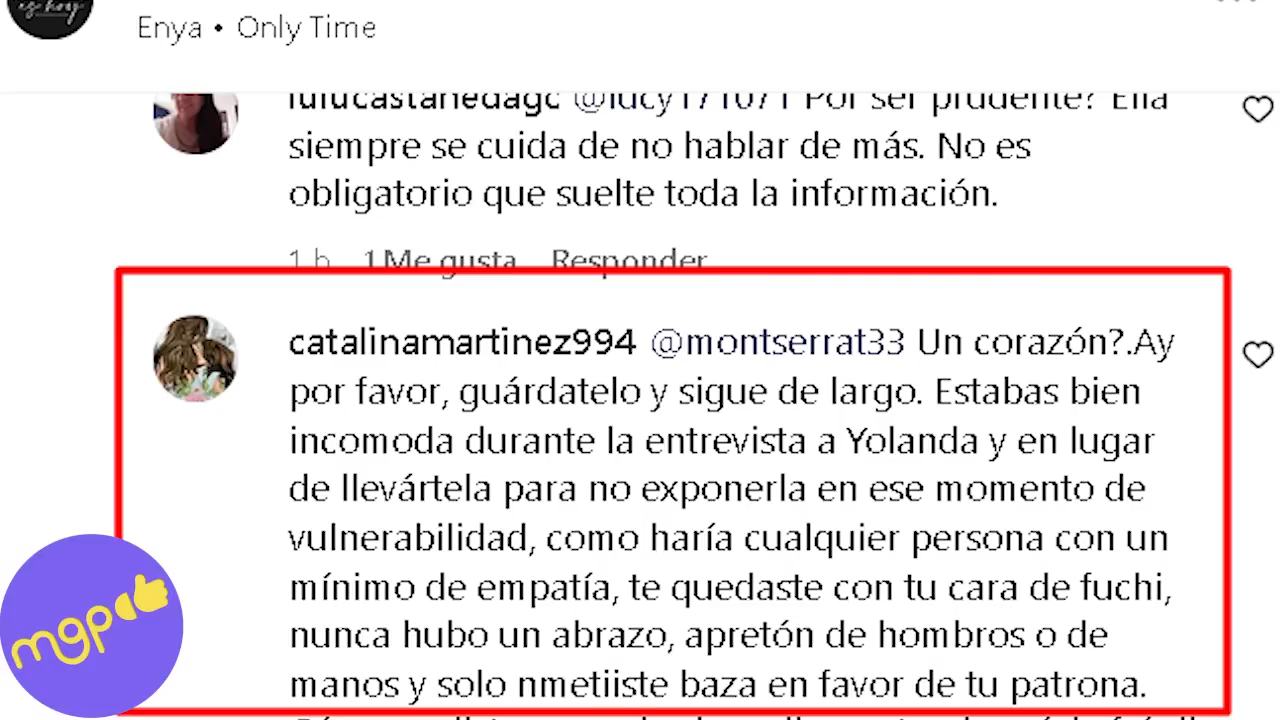 es hoy
Enya • Only Time
lulucastanedagc @lucy171071 Por ser prudente? Ella
siempre se cuida de no hablar de más. No es
obligatorio que suelte toda la información.
1 h 1 Me gusta Responder
catalinamartinez994 @montserrat33 Un corazón?.Ay
por favor, guárdatelo y sigue de largo. Estabas bien
incomoda durante la entrevista a Yolanda y en lugar
de llevártela para no exponerla en ese momento de
vulnerabilidad, como haría cualquier persona con un
mínimo de empatía, te quedaste con tu cara de fuchi,
nunca hubo un abrazo, apretón de hombros o de
manos y solo nmetiiste baza en favor de tu patrona.
mgp